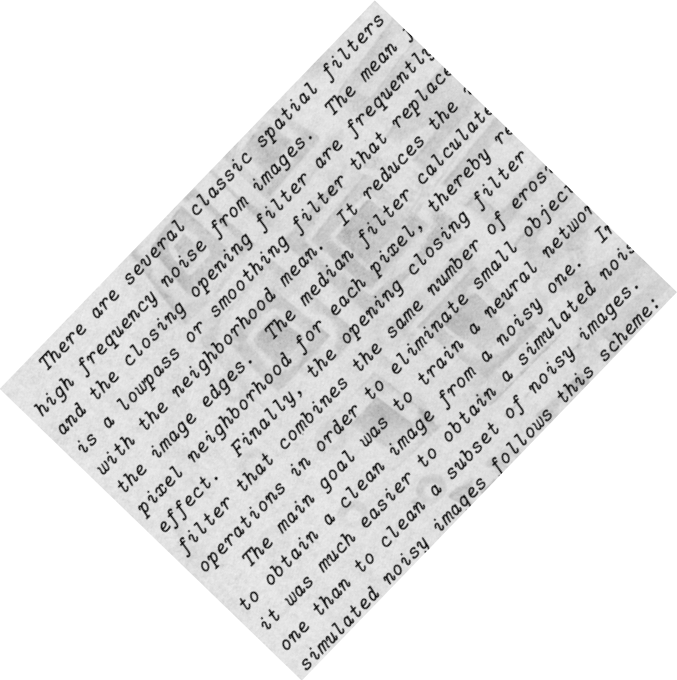 There are several classic spatial filters
high frequency noise from images. The mean
and the closing opening filter are frequently
is a lowpass or smoothing filter that replace
with the neighborhood mean. It reduces the
the image edges. The median filter calculate
pixel neighborhood for each pixel, thereby
effect. Finally, the opening closing filter
filter that combines the same number of
operations in order to eliminate small
The main goal was to train a neural
to obtain a clean image from a noisy one.
it was much easier to obtain a simulated
one than to clean a subset of noisy images.
simulated noisy images follows this scheme: